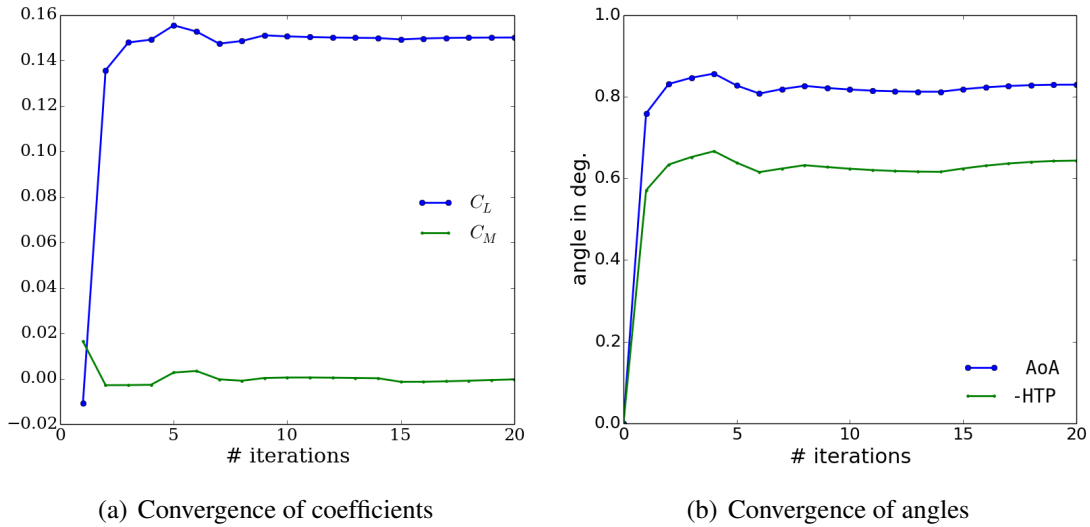 0.16
0.14
0.12
0.10
0.08
0.06
0.04
0.02
0.00
−0.02
0 5 10 15 20
# iterations
C_L
C_M
(a) Convergence of coefficients
1.0
0.8
0.6
0.4
0.2
0.0
angle in deg.
0 5 10 15 20
# iterations
AoA
-HTP
(b) Convergence of angles